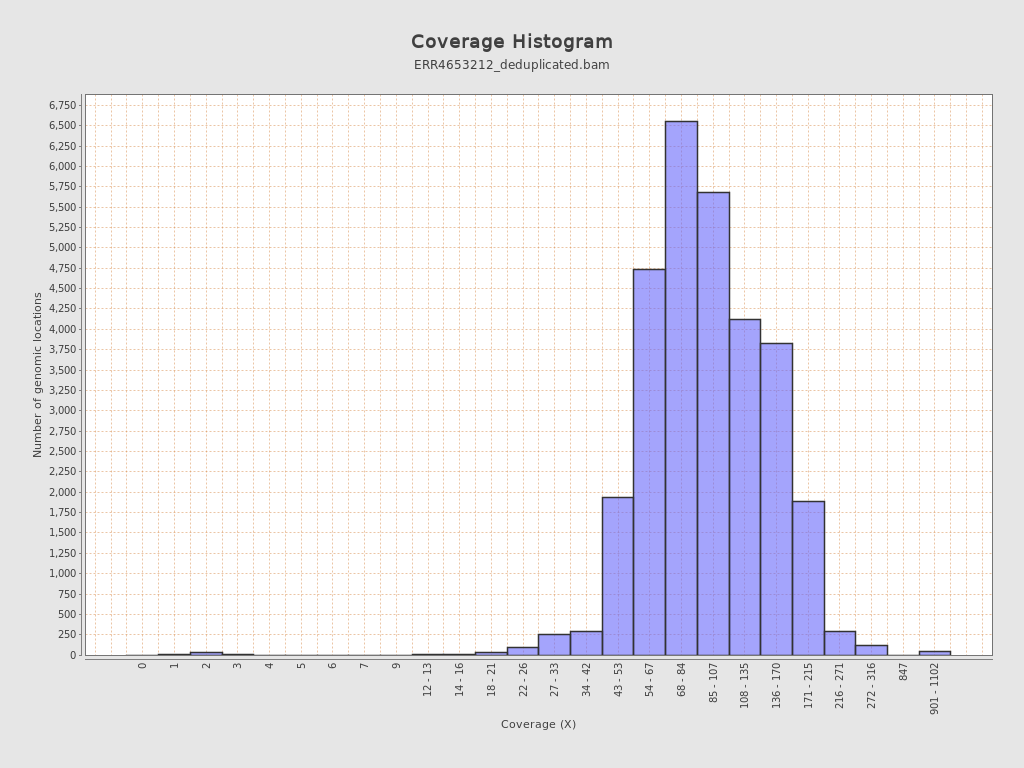 Coverage Histogram
ERR4653212_deduplicated.bam
Number of genomic locations
6,750
6,500
6,250
6,000
5,750
5,500
5,250
5,000
4,750
4,500
4,250
4,000
3,750
3,500
3,250
3,000
2,750
2,500
2,250
2,000
1,750
1,500
1,250
1,000
750
500
250
0
0
1
2
3
4
5
6
7
9
12 - 13
14 - 16
18 - 21
22 - 26
27 - 33
34 - 42
43 - 53
54 - 67
68 - 84
85 - 107
108 - 135
136 - 170
171 - 215
216 - 271
272 - 316
847
901 - 1102
Coverage (X)